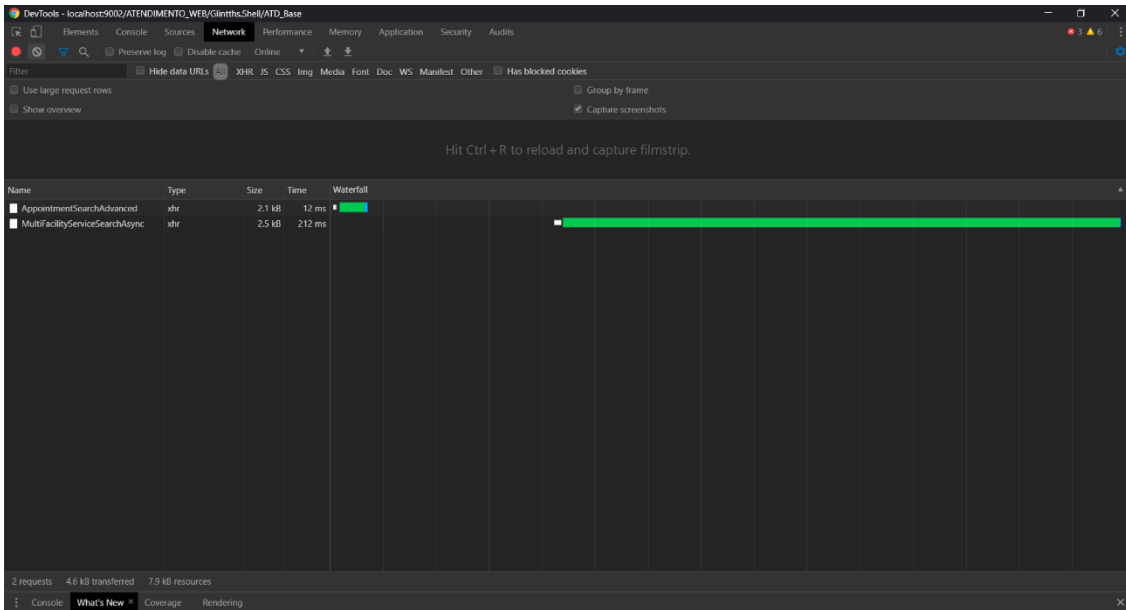 DevTools - localhost:9002/ATENDIMENTO_WEB/Glintths.Shell/ATD_Base
Elements Console Sources Network Performance Memory Application Security Audits 3 6
Preserve log Disable cache Online
Filter Hide data URLs All XHR JS CSS Img Media Font Doc WS Manifest Other Has blocked cookies
Use large request rows Group by frame
Show overview Capture screenshots
Hit Ctrl + R to reload and capture filmstrip.
Name Type Size Time Waterfall
AppointmentSearchAdvanced xhr 2.1 kB 12 ms
MultiFacilityServiceSearchAsync xhr 2.5 kB 212 ms
2 requests 4.6 kB transferred 7.9 kB resources
Console What's New × Coverage Rendering